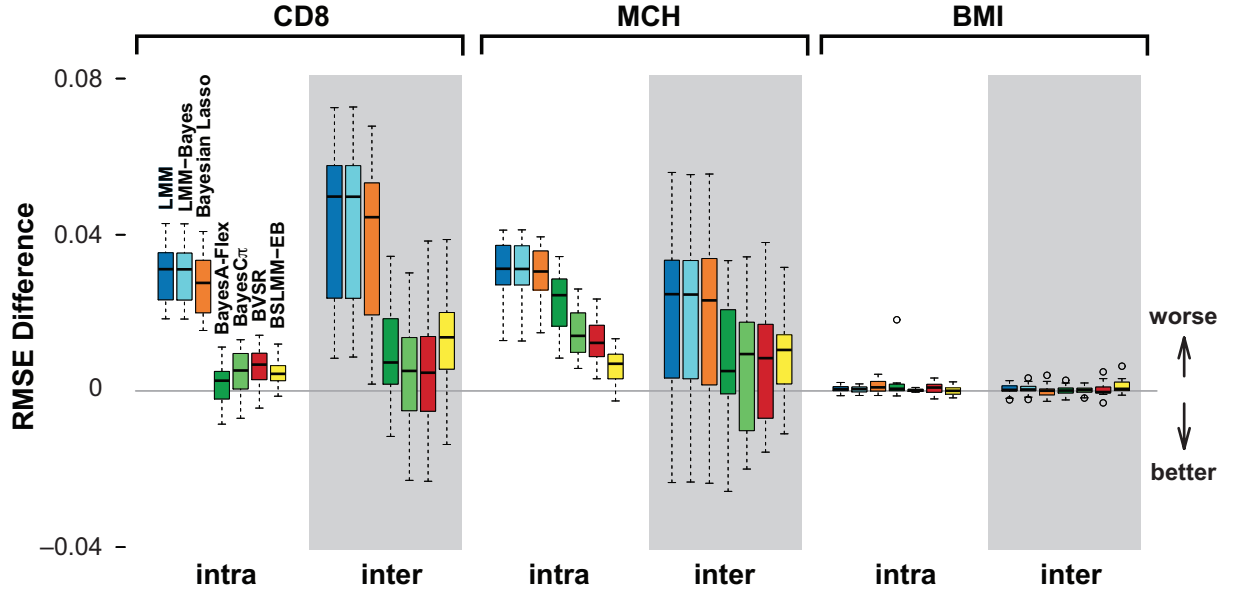 CD8
MCH
BMI
0.08
0.04
0
−0.04
RMSE Difference
LMM
LMM−Bayes
Bayesian Lasso
BayesA-Flex
BayesCπ
BVSR
BSLMM−EB
worse
better
intra
inter
intra
inter
intra
inter